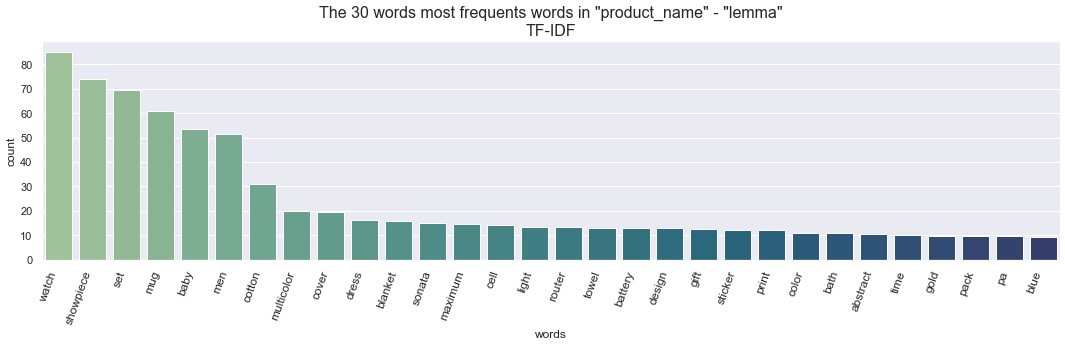 The 30 words most frequents words in "product_name" - "lemma"
TF-IDF
count
80
70
60
50
40
30
20
10
0
watch
showpiece
set
mug
baby
men
cotton
multicolor
cover
dress
blanket
sonata
maximum
cell
light
router
towel
battery
design
gift
sticker
print
color
bath
abstract
time
gold
pack
pa
blue
words